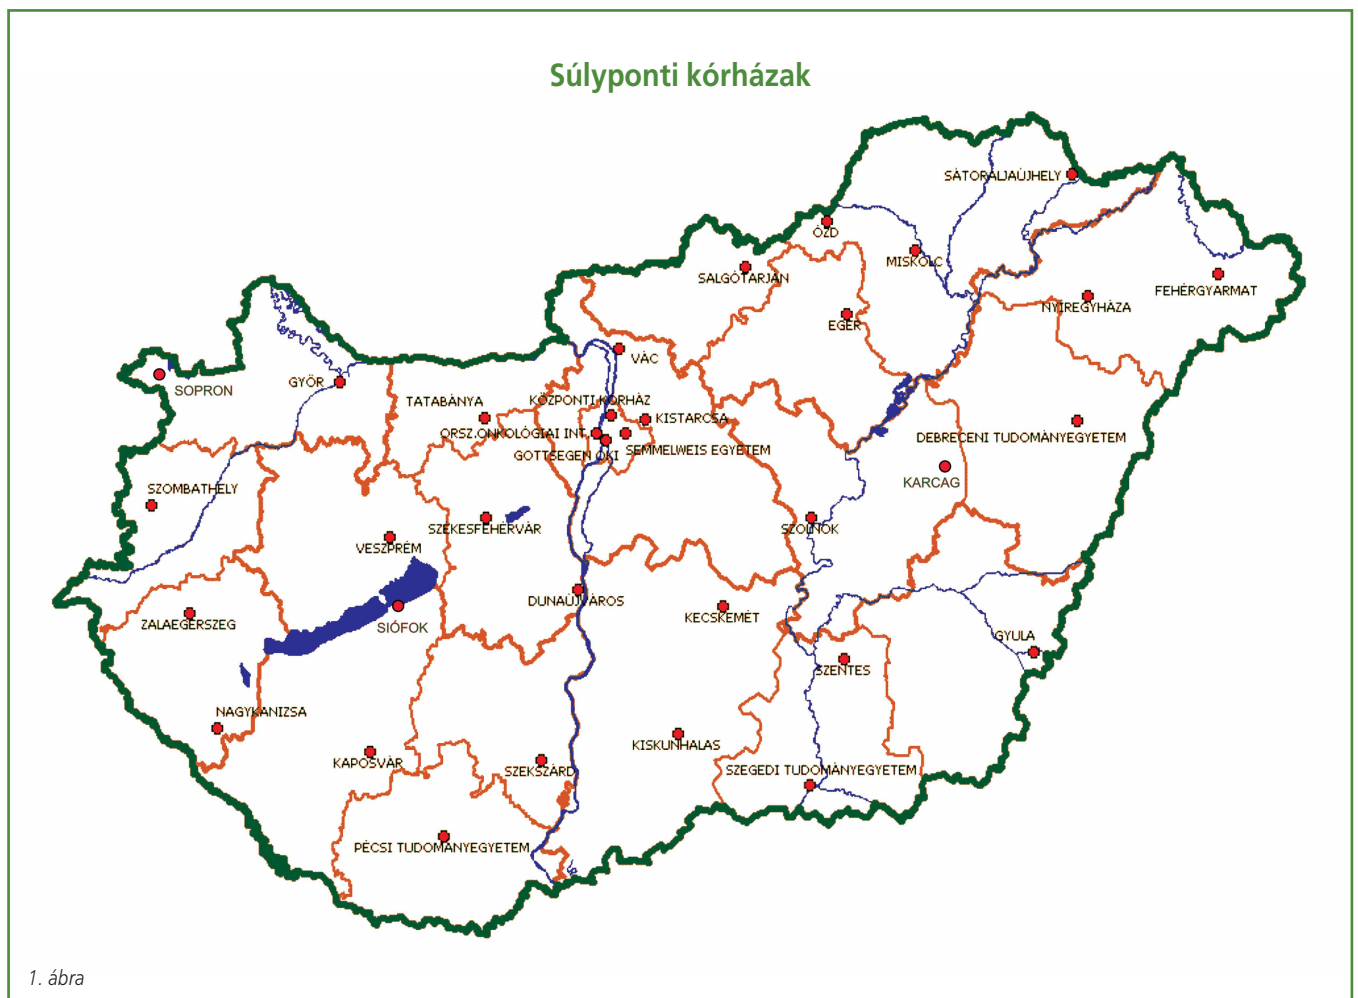 Súlyponti kórházak
SÁTORALJAÚJHELY
ÓZD
MISKOLC
SALGÓTARJÁN
FEHÉRGYARMAT
NYÍREGYHÁZA
EGER
VÁC
SOPRON
GYŐR
TATABÁNYA
KÖZPONTI KÓRHÁZ
KISTARCSA
ORSZ.ONKOLÓGIAI INT.
SEMMELWEIS EGYETEM
GOTTSEGEN OKI
DEBRECENI TUDOMÁNYEGYETEM
KARCAG
SZOMBATHELY
SZÉKESFEHÉRVÁR
SZOLNOK
VESZPRÉM
DUNAÚJVÁROS
KECSKEMÉT
ZALAEGERSZEG
SIÓFOK
GYULA
SZENTES
NAGYKANIZSA
KISKUNHALAS
KAPOSVÁR
SZEKSZÁRD
SZEGEDI TUDOMÁNYEGYETEM
PÉCSI TUDOMÁNYEGYETEM
1. ábra